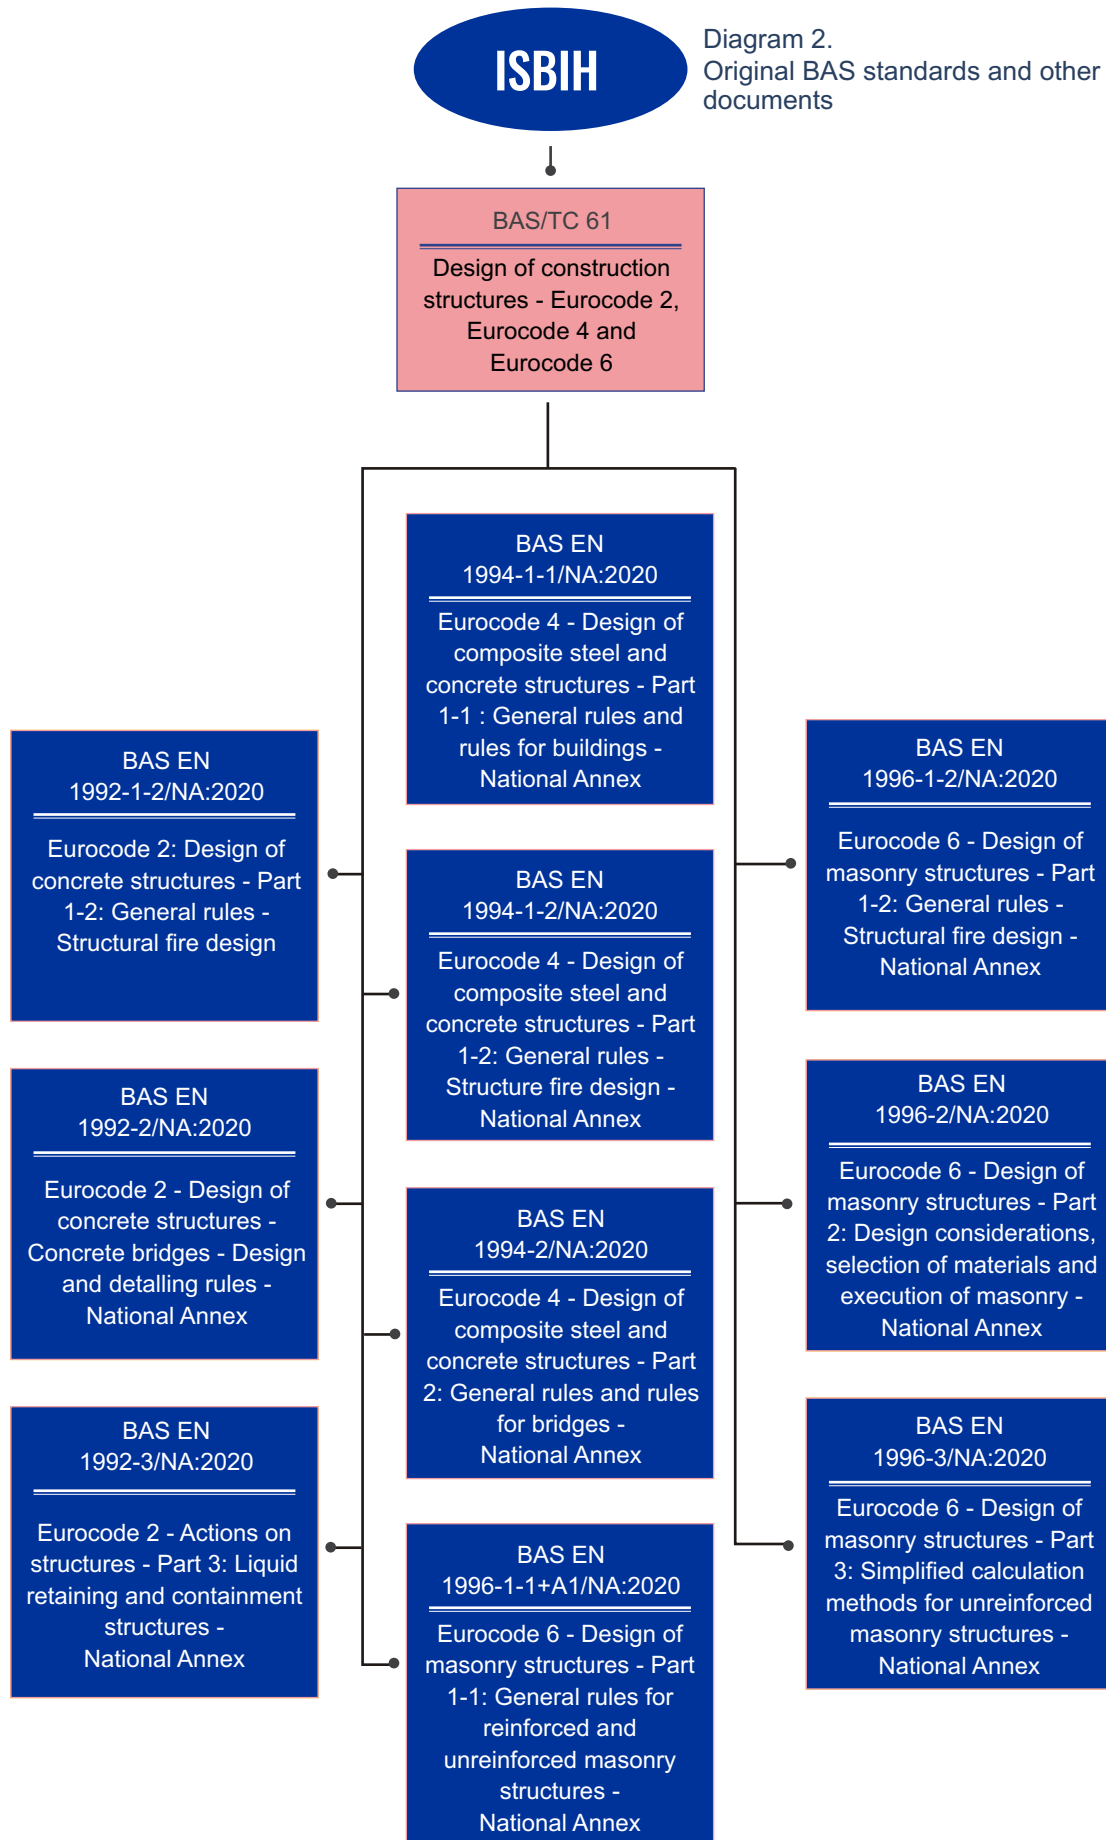 ISBIH
Diagram 2.
Original BAS standards and other
documents
BAS/TC 61
Design of construction
structures - Eurocode 2,
Eurocode 4 and
Eurocode 6
BAS EN
1994-1-1/NA:2020
Eurocode 4 - Design of
composite steel and
concrete structures - Part
1-1 : General rules and
rules for buildings -
National Annex
BAS EN
1992-1-2/NA:2020
Eurocode 2: Design of
concrete structures - Part
1-2: General rules -
Structural fire design
BAS EN
1996-1-2/NA:2020
Eurocode 6 - Design of
masonry structures - Part
1-2: General rules -
Structural fire design -
National Annex
BAS EN
1994-1-2/NA:2020
Eurocode 4 - Design of
composite steel and
concrete structures - Part
1-2: General rules -
Structure fire design -
National Annex
BAS EN
1992-2/NA:2020
Eurocode 2 - Design of
concrete structures -
Concrete bridges - Design
and detalling rules -
National Annex
BAS EN
1996-2/NA:2020
Eurocode 6 - Design of
masonry structures - Part
2: Design considerations,
selection of materials and
execution of masonry -
National Annex
BAS EN
1994-2/NA:2020
Eurocode 4 - Design of
composite steel and
concrete structures - Part
2: General rules and rules
for bridges -
National Annex
BAS EN
1992-3/NA:2020
Eurocode 2 - Actions on
structures - Part 3: Liquid
retaining and containment
structures -
National Annex
BAS EN
1996-3/NA:2020
Eurocode 6 - Design of
masonry structures - Part
3: Simplified calculation
methods for unreinforced
masonry structures -
National Annex
BAS EN
1996-1-1+A1/NA:2020
Eurocode 6 - Design of
masonry structures - Part
1-1: General rules for
reinforced and
unreinforced masonry
structures -
National Annex